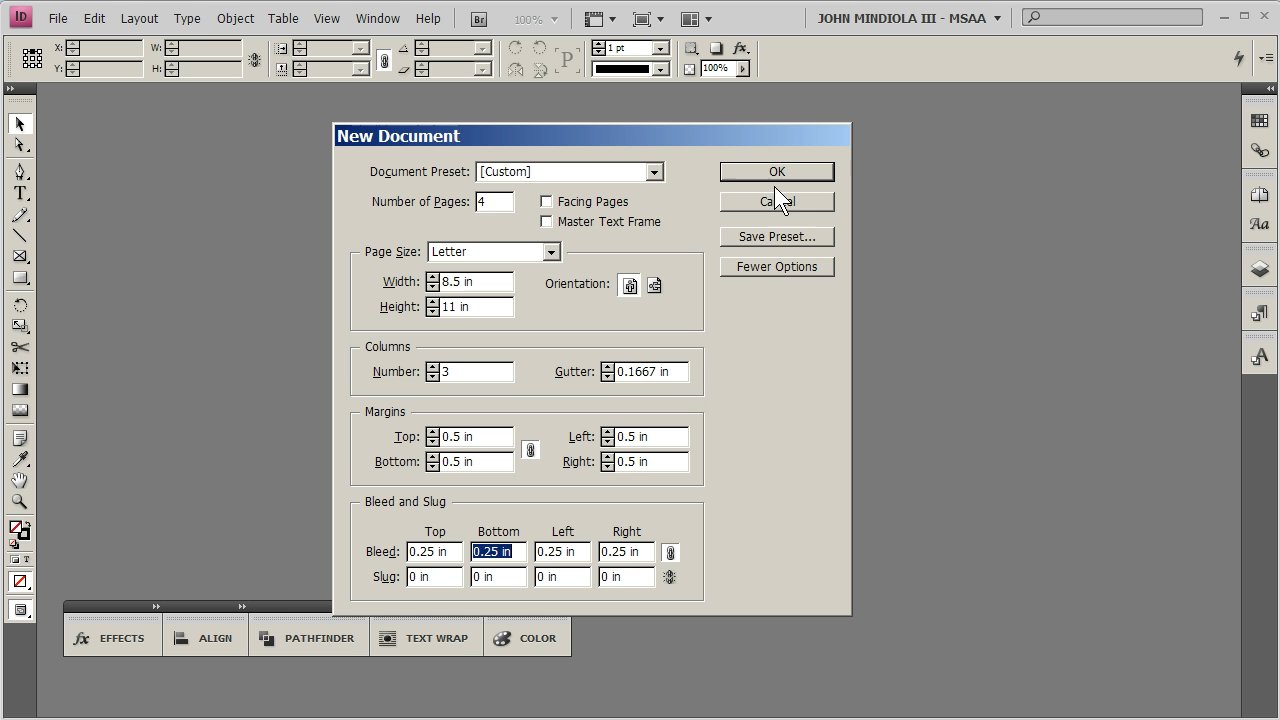 Id File Edit Layout Type Object Table View Window Help Br 100% JOHN MINDIOLA III - MSAA
X: W: 1 pt fx
Y: H: P 100%
New Document
Document Preset: [Custom] OK
Number of Pages: 4 Facing Pages
Master Text Frame
Save Preset...
Page Size: Letter
Fewer Options
Width: 8.5 in Orientation:
Height: 11 in
Columns
Number: 3 Gutter: 0.1667 in
Margins
Top: 0.5 in Left: 0.5 in
Bottom: 0.5 in Right: 0.5 in
Bleed and Slug
Top Bottom Left Right
Bleed: 0.25 in 0.25 in 0.25 in 0.25 in
Slug: 0 in 0 in 0 in 0 in
fx EFFECTS ALIGN PATHFINDER TEXT WRAP COLOR
T
T
Aa
A